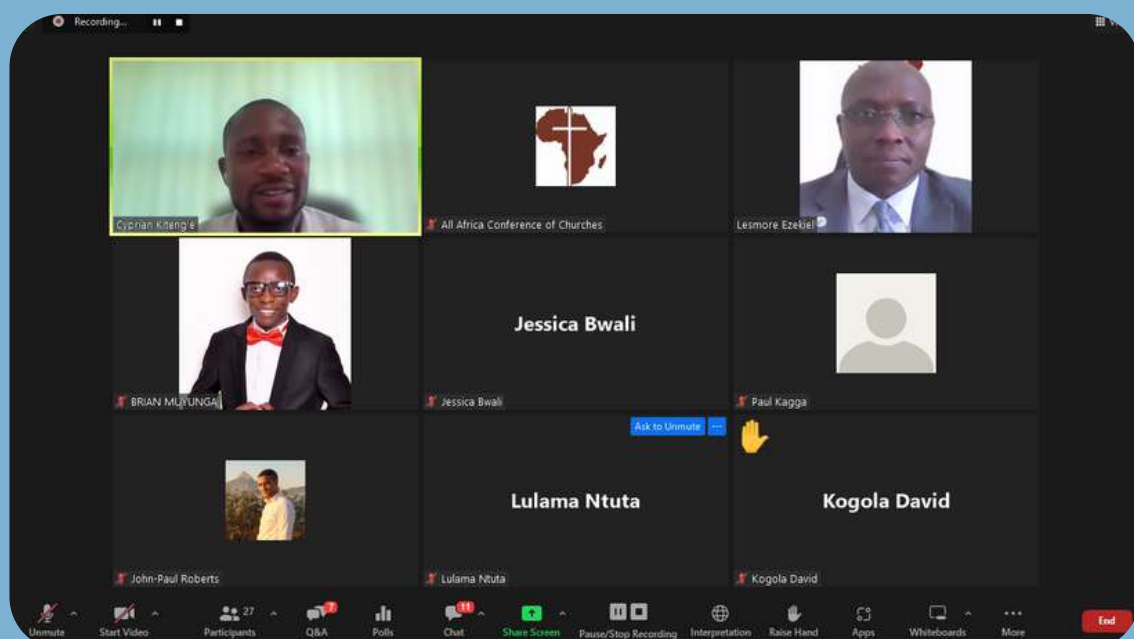 Recording...
Cyprian Kiteng'e
All Africa Conference of Churches
Lesmore Ezekiel
BRIAN MUYUNGA
Jessica Bwali
Jessica Bwali
Paul Kagga
Ask to Unmute
John-Paul Roberts
Lulama Ntuta
Lulama Ntuta
Kogola David
Kogola David
Unmute
Start Video
27
Participants
7
Q&A
Polls
11
Chat
Share Screen
Pause/Stop Recording
Interpretation
Raise Hand
Apps
Whiteboards
More
End